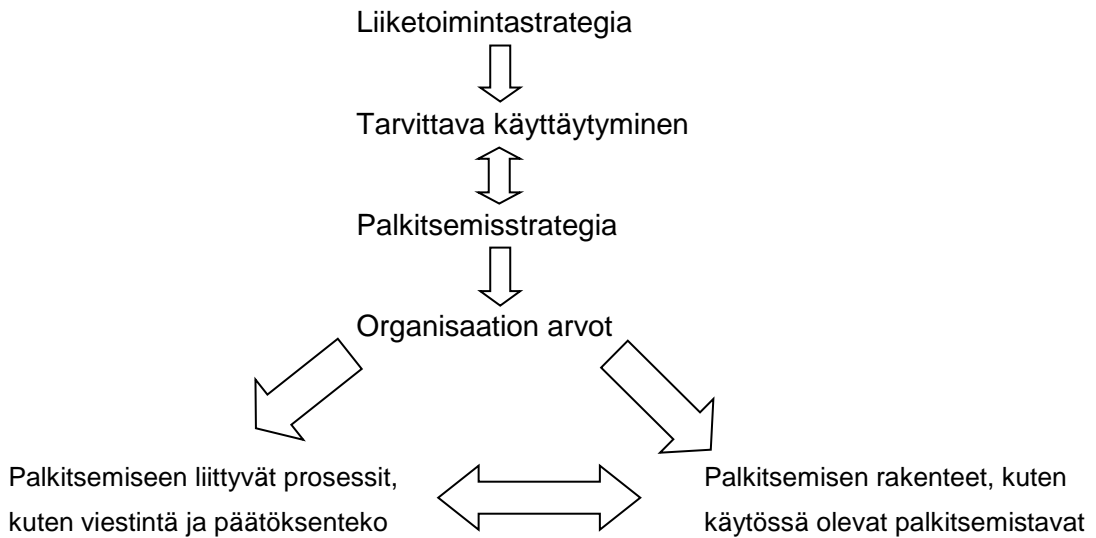 Liiketoimintastrategia
Tarvittava käyttäytyminen
Palkitsemisstrategia
Organisaation arvot
Palkitsemiseen liittyvät prosessit,
kuten viestintä ja päätöksenteko
Palkitsemisen rakenteet, kuten
käytössä olevat palkitsemistavat